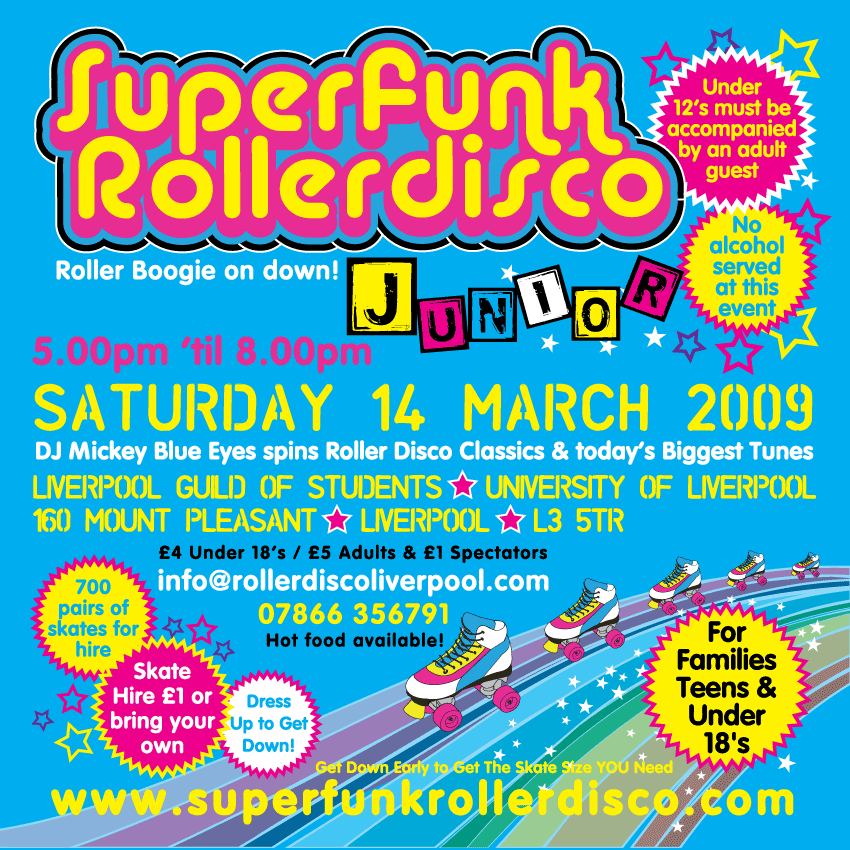 Superfunk
Rollerdisco
Under
12's must be
accompanied
by an adult
guest
No
alcohol
served
at this
event
Roller Boogie on down!
JUNIOR
5.00pm 'til 8.00pm
SATURDAY 14 MARCH 2009
DJ Mickey Blue Eyes spins Roller Disco Classics & today's Biggest Tunes
LIVERPOOL GUILD OF STUDENTS ★ UNIVERSITY OF LIVERPOOL
160 MOUNT PLEASANT ★ LIVERPOOL ★ L3 5TR
£4 Under 18's / £5 Adults & £1 Spectators
info@rollerdiscoliverpool.com
07866 356791
Hot food available!
700
pairs of
skates for
hire
Skate
Hire £1 or
bring your
own
Dress
Up to Get
Down!
For
Families
Teens &
Under
18's
Get Down Early to Get The Skate Size YOU Need
www.superfunkrollerdisco.com